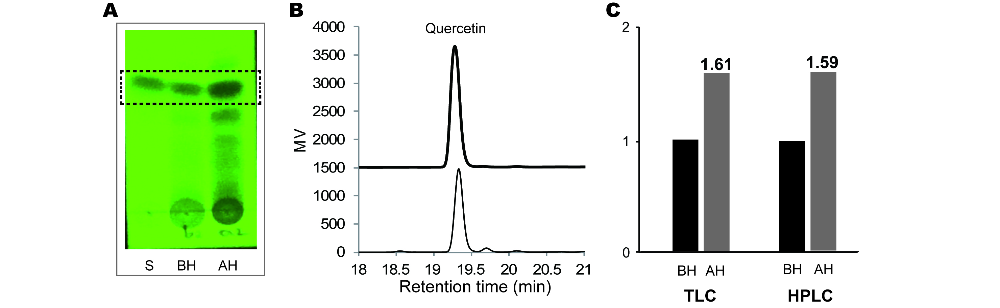 A
S BH AH
B
Quercetin
4000
3500
3000
2500
2000
1500
1000
500
0
MV
18 18.5 19 19.5 20 20.5 21
Retention time (min)
C
2
1
0
1.61
1.59
BH AH BH AH
TLC HPLC